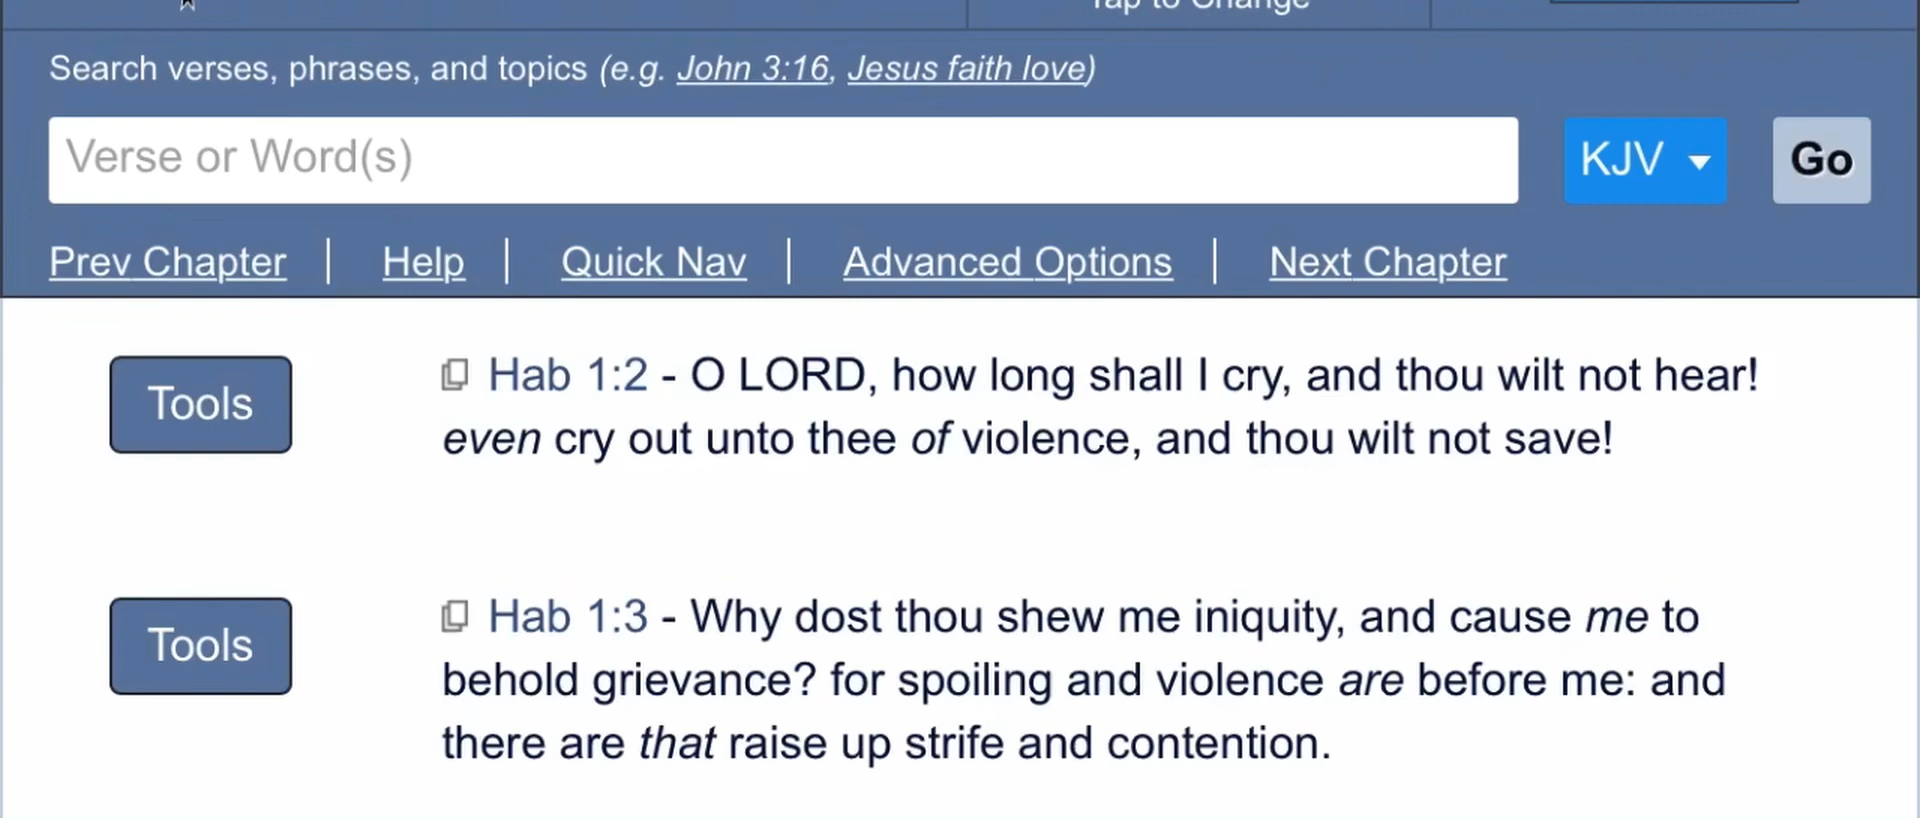 Tap to Change
Search verses, phrases, and topics (e.g. John 3:16, Jesus faith love)
Verse or Word(s)
KJV
Go
Prev Chapter | Help | Quick Nav | Advanced Options | Next Chapter
Tools
Hab 1:2 - O LORD, how long shall I cry, and thou wilt not hear!
even cry out unto thee of violence, and thou wilt not save!
Tools
Hab 1:3 - Why dost thou shew me iniquity, and cause me to
behold grievance? for spoiling and violence are before me: and
there are that raise up strife and contention.